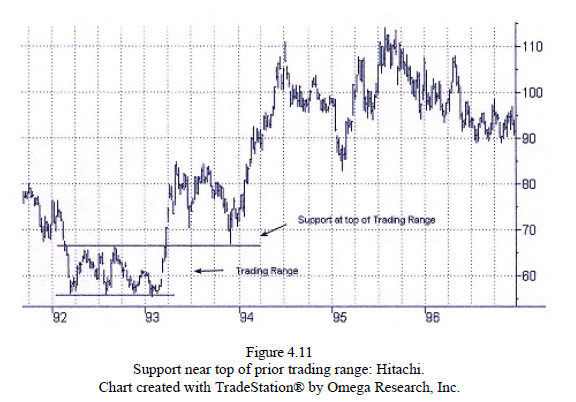 110
100
90
80
Support at top of Trading Range
70
Trading Range
60
92 93 94 95 96
Figure 4.11
Support near top of prior trading range: Hitachi.
Chart created with TradeStation® by Omega Research, Inc.